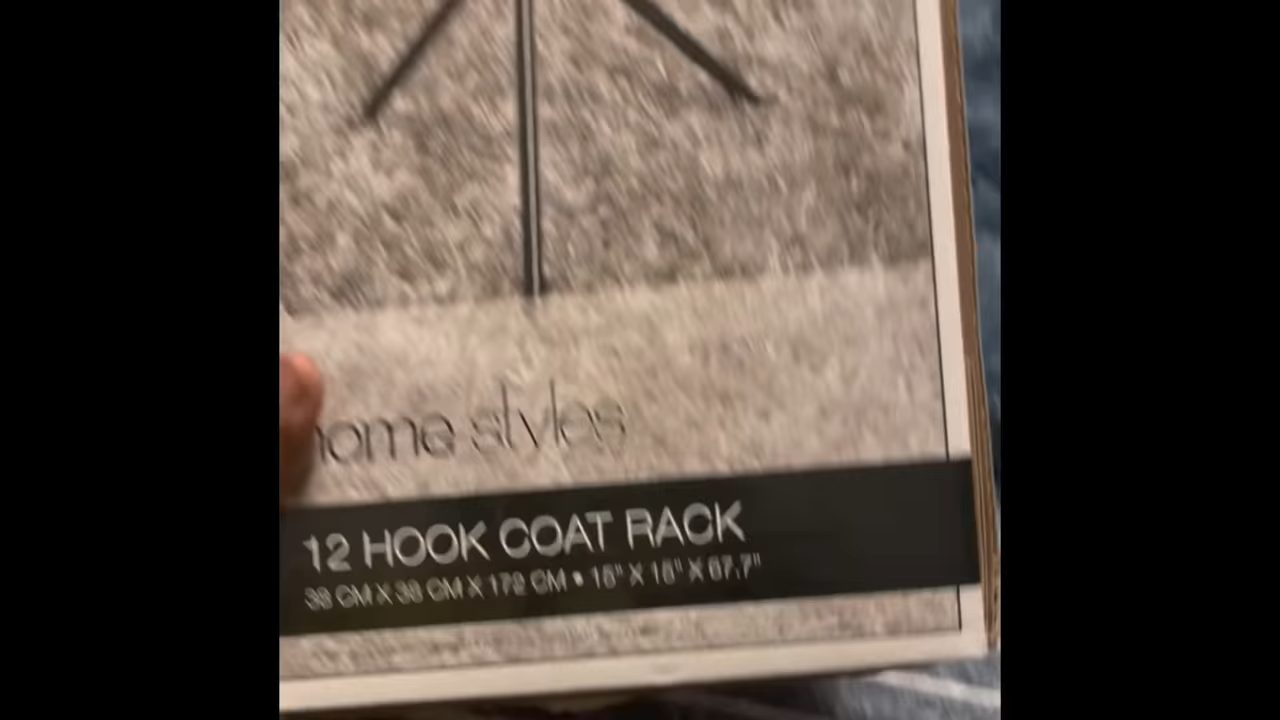 home styles
12 HOOK COAT RACK
38 CM X 38 CM X 172 CM • 15" X 15" X 67.7"